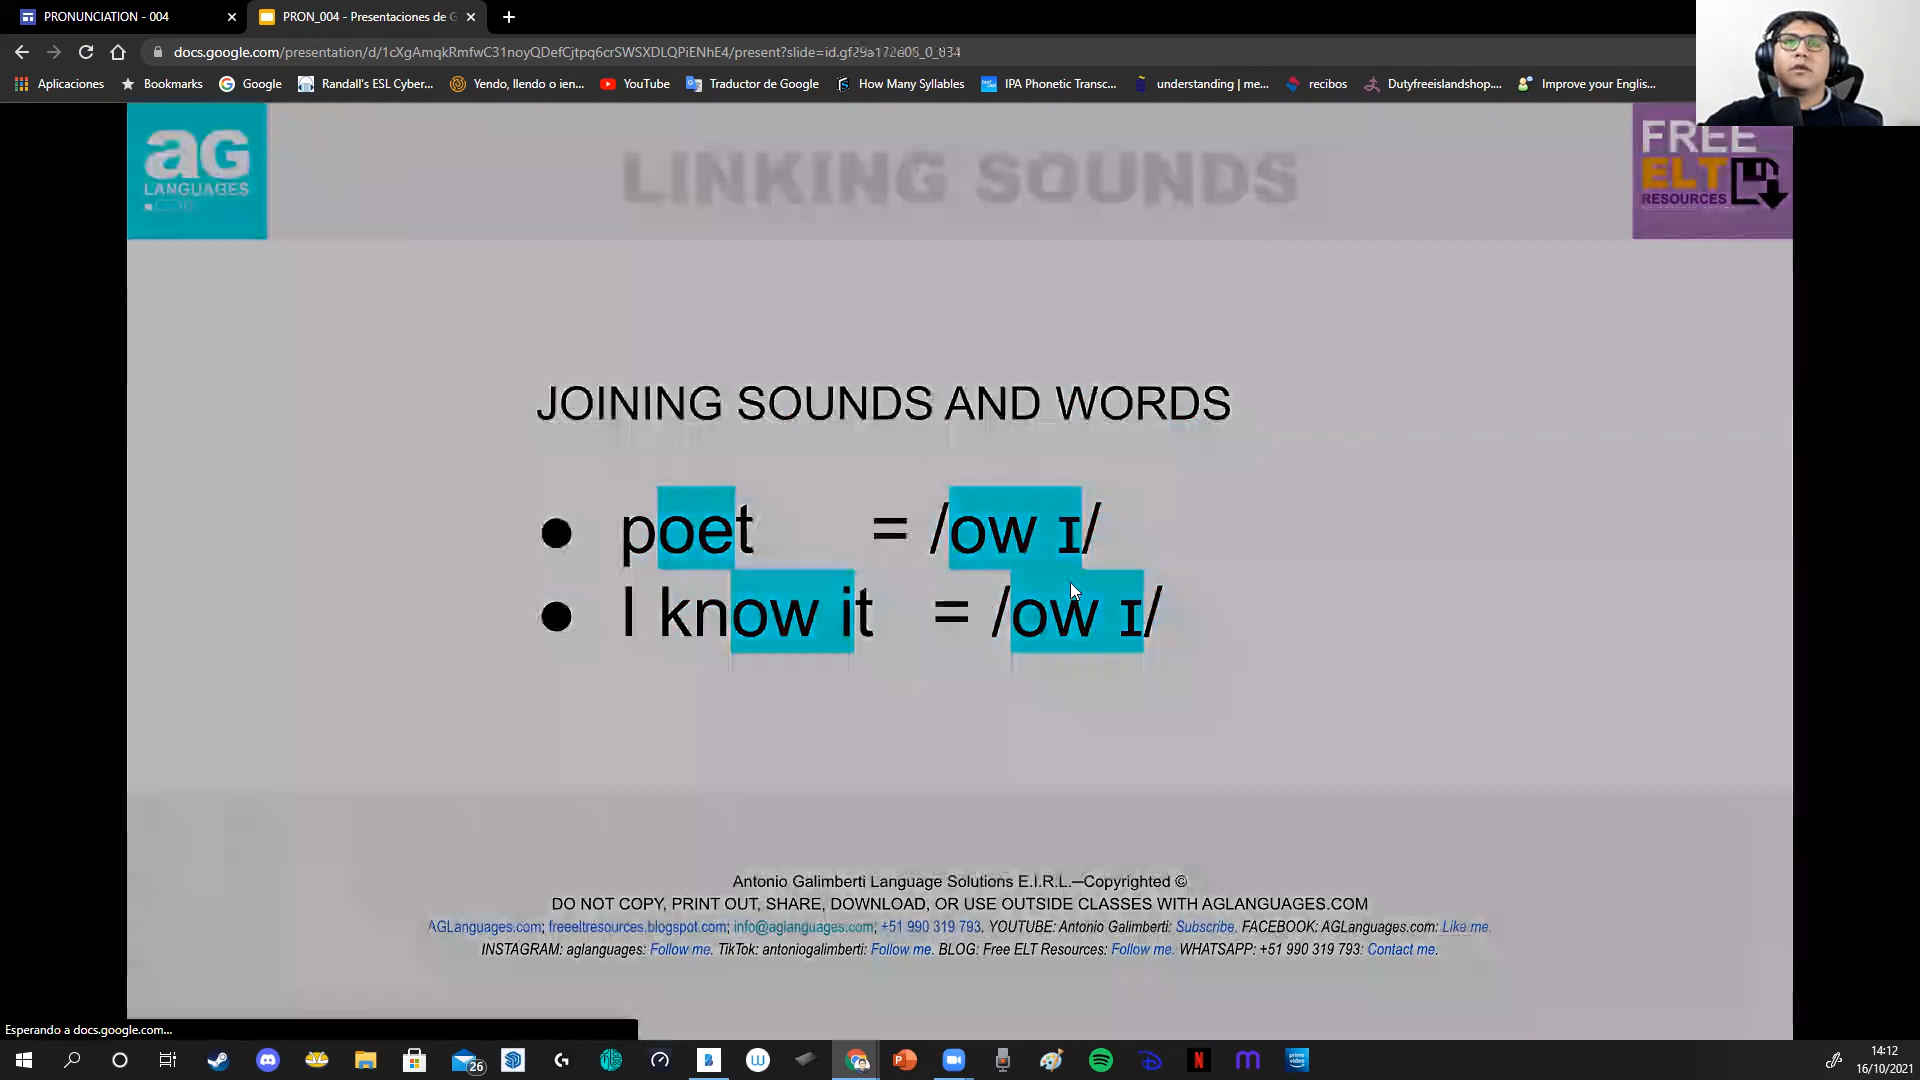 PRONUNCIATION - 004
PRON_004 - Presentaciones de G
docs.google.com/presentation/d/1cXgAmqkRmfwC31noyQDefCjtpq6crSWSXDLQPiENhE4/present?slide=id.gf29a172e06_0_834
Aplicaciones Bookmarks Google Randall's ESL Cyber... Yendo, llendo o ien... YouTube Traductor de Google How Many Syllables IPA Phonetic Transc... understanding | me... recibos Dutyfreeislandshop.... Improve your Englis...
aG
LANGUAGES
LINKING SOUNDS
FREE
ELT
RESOURCES
JOINING SOUNDS AND WORDS
● poet = /ow ɪ/
● I know it = /ow ɪ/
Antonio Galimberti Language Solutions E.I.R.L.—Copyrighted ©
DO NOT COPY, PRINT OUT, SHARE, DOWNLOAD, OR USE OUTSIDE CLASSES WITH AGLANGUAGES.COM
AGLanguages.com; freeeltresources.blogspot.com; info@aglanguages.com; +51 990 319 793. YOUTUBE: Antonio Galimberti: Subscribe. FACEBOOK: AGLanguages.com: Like me.
INSTAGRAM: aglanguages: Follow me. TikTok: antoniogalimberti: Follow me. BLOG: Free ELT Resources: Follow me. WHATSAPP: +51 990 319 793: Contact me.
Esperando a docs.google.com...
26
14:12
16/10/2021